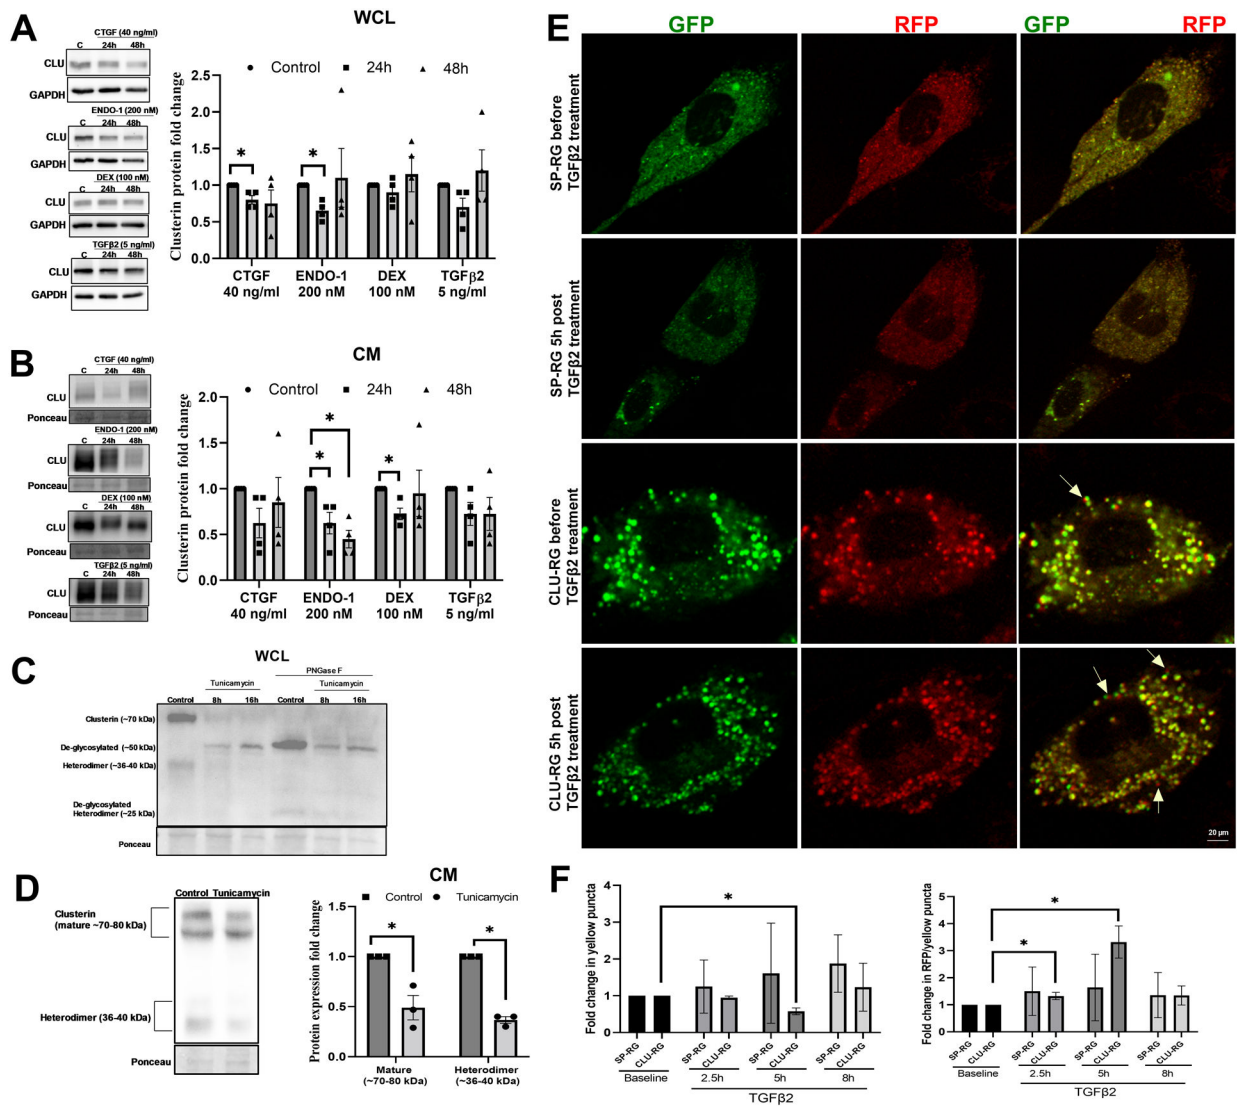 A
WCL
CTGF (40 ng/ml)
C 24h 48h
CLU
GAPDH
ENDO-1 (200 nM)
C 24h 48h
CLU
GAPDH
DEX (100 nM)
C 24h 48h
CLU
GAPDH
TGFβ2 (5 ng/ml)
C 24h 48h
CLU
GAPDH
Clusterin protein fold change
● Control ■ 24h ▲ 48h
2.5
2.0
1.5
1.0
0.5
0.0
* *
CTGF ENDO-1 DEX TGFβ2
40 ng/ml 200 nM 100 nM 5 ng/ml
B
CM
CTGF (40 ng/ml)
C 24h 48h
CLU
Ponceau
ENDO-1 (200 nM)
C 24h 48h
CLU
Ponceau
DEX (100 nM)
C 24h 48h
CLU
Ponceau
TGFβ2 (5 ng/ml)
C 24h 48h
CLU
Ponceau
Clusterin protein fold change
● Control ■ 24h ▲ 48h
2.0
1.5
1.0
0.5
0.0
* * *
CTGF ENDO-1 DEX TGFβ2
40 ng/ml 200 nM 100 nM 5 ng/ml
C
WCL
PNGase F
Tunicamycin Tunicamycin
Control 8h 16h Control 8h 16h
Clusterin (~70 kDa)
De-glycosylated (~50 kDa)
Heterodimer (~36-40 kDa)
De-glycosylated
Heterodimer (~25 kDa)
Ponceau
D
CM
Control Tunicamycin
Clusterin
(mature ~70-80 kDa)
Heterodimer (36-40 kDa)
Ponceau
Protein expression fold change
■ Control ● Tunicamycin
1.5
1.0
0.5
0.0
* *
Mature Heterodimer
(~70-80 kDa) (~36-40 kDa)
E
GFP RFP GFP RFP
SP-RG before
TGFβ2 treatment
SP-RG 5h post
TGFβ2 treatment
CLU-RG before
TGFβ2 treatment
CLU-RG 5h post
TGFβ2 treatment
20 µm
F
Fold change in yellow puncta
5
4
3
2
1
0
*
SP-RG CLU-RG SP-RG CLU-RG SP-RG CLU-RG SP-RG CLU-RG
Baseline 2.5h 5h 8h
TGFβ2
Fold change in RFP/yellow puncta
5
4
3
2
1
0
* *
SP-RG CLU-RG SP-RG CLU-RG SP-RG CLU-RG SP-RG CLU-RG
Baseline 2.5h 5h 8h
TGFβ2